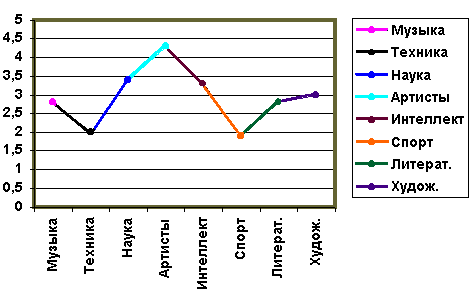 5
4,5
4
3,5
3
2,5
2
1,5
1
0,5
0
Музыка
Техника
Наука
Артисты
Интеллект
Спорт
Литерат.
Худож.
Музыка
Техника
Наука
Артисты
Интеллект
Спорт
Литерат.
Худож.